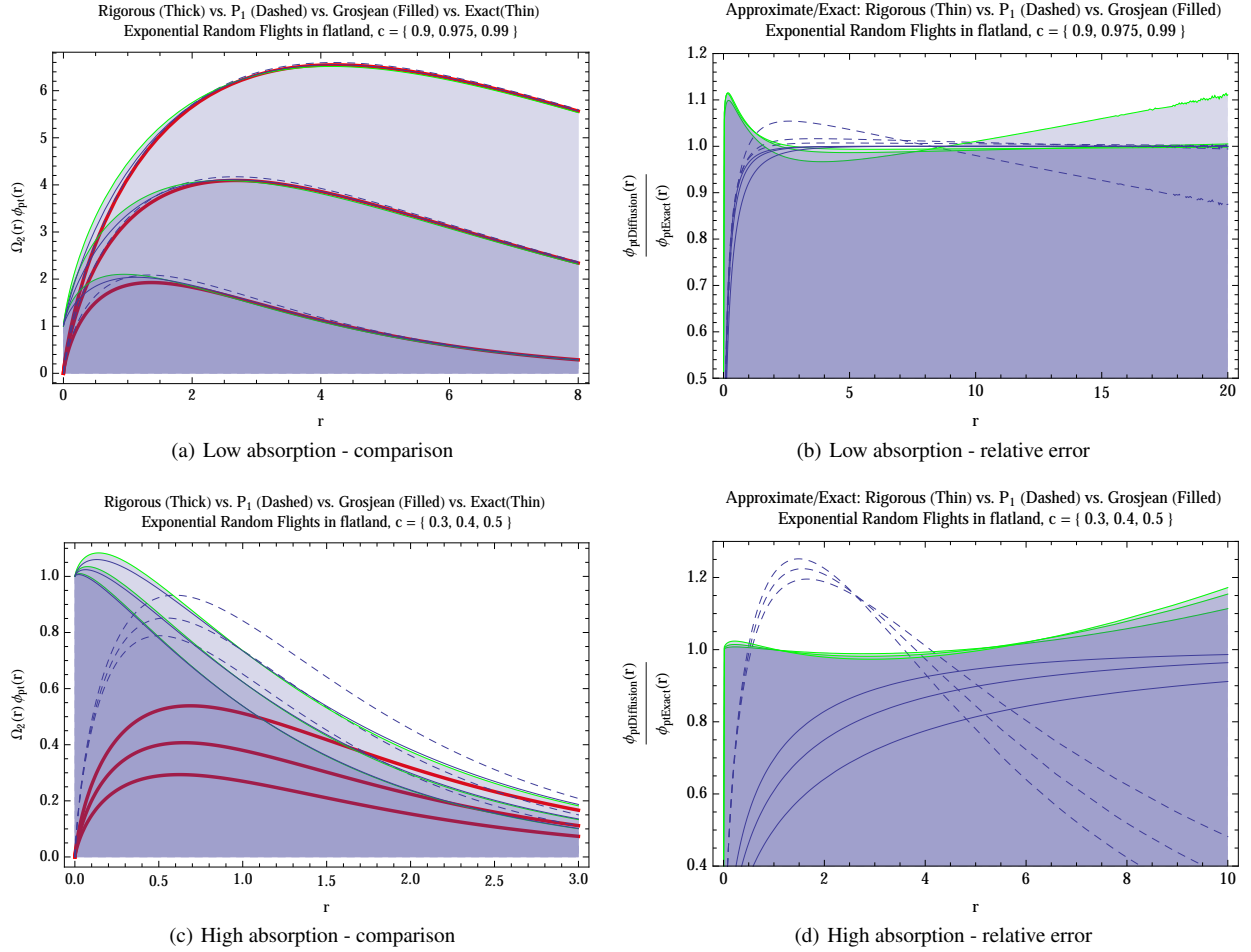 Rigorous (Thick) vs. P₁ (Dashed) vs. Grosjean (Filled) vs. Exact(Thin)
Exponential Random Flights in flatland, c = { 0.9, 0.975, 0.99 }
Ω₂(r) ϕpt(r)
6
5
4
3
2
1
0
0 2 4 6 8
r
(a) Low absorption - comparison
Approximate/Exact: Rigorous (Thin) vs. P₁ (Dashed) vs. Grosjean (Filled)
Exponential Random Flights in flatland, c = { 0.9, 0.975, 0.99 }
ϕptDiffusion(r)
ϕptExact(r)
1.2
1.1
1.0
0.9
0.8
0.7
0.6
0.5
0 5 10 15 20
r
(b) Low absorption - relative error
Rigorous (Thick) vs. P₁ (Dashed) vs. Grosjean (Filled) vs. Exact(Thin)
Exponential Random Flights in flatland, c = { 0.3, 0.4, 0.5 }
Ω₂(r) ϕpt(r)
1.0
0.8
0.6
0.4
0.2
0.0
0.0 0.5 1.0 1.5 2.0 2.5 3.0
r
(c) High absorption - comparison
Approximate/Exact: Rigorous (Thin) vs. P₁ (Dashed) vs. Grosjean (Filled)
Exponential Random Flights in flatland, c = { 0.3, 0.4, 0.5 }
ϕptDiffusion(r)
ϕptExact(r)
1.2
1.0
0.8
0.6
0.4
0 2 4 6 8 10
r
(d) High absorption - relative error